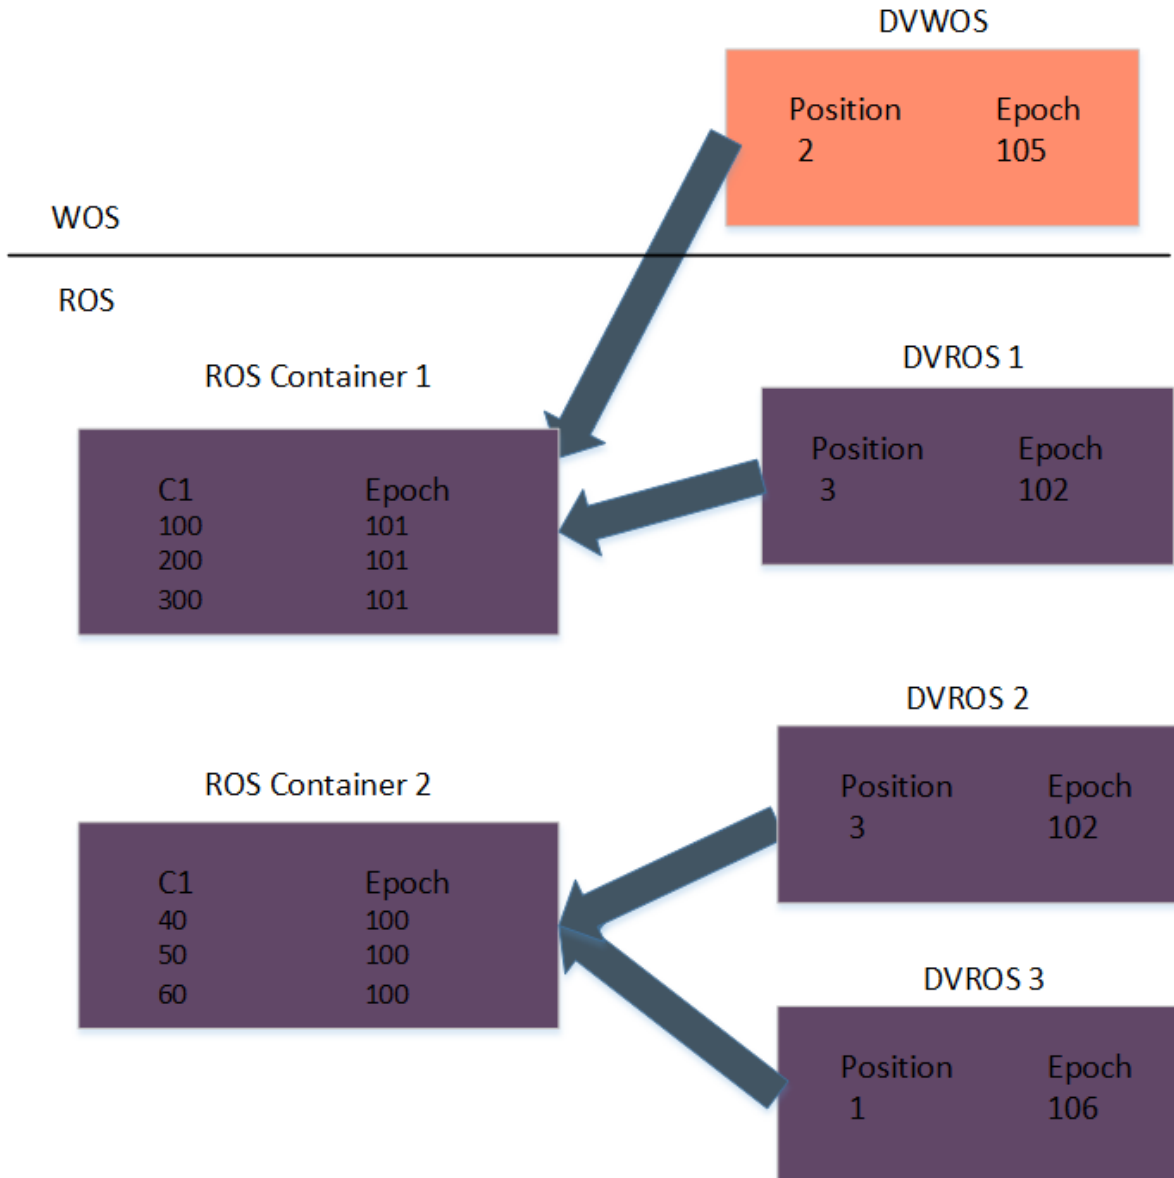 DVWOS
Position Epoch
2 105
WOS
ROS
ROS Container 1
C1 Epoch
100 101
200 101
300 101
DVROS 1
Position Epoch
3 102
ROS Container 2
C1 Epoch
40 100
50 100
60 100
DVROS 2
Position Epoch
3 102
DVROS 3
Position Epoch
1 106